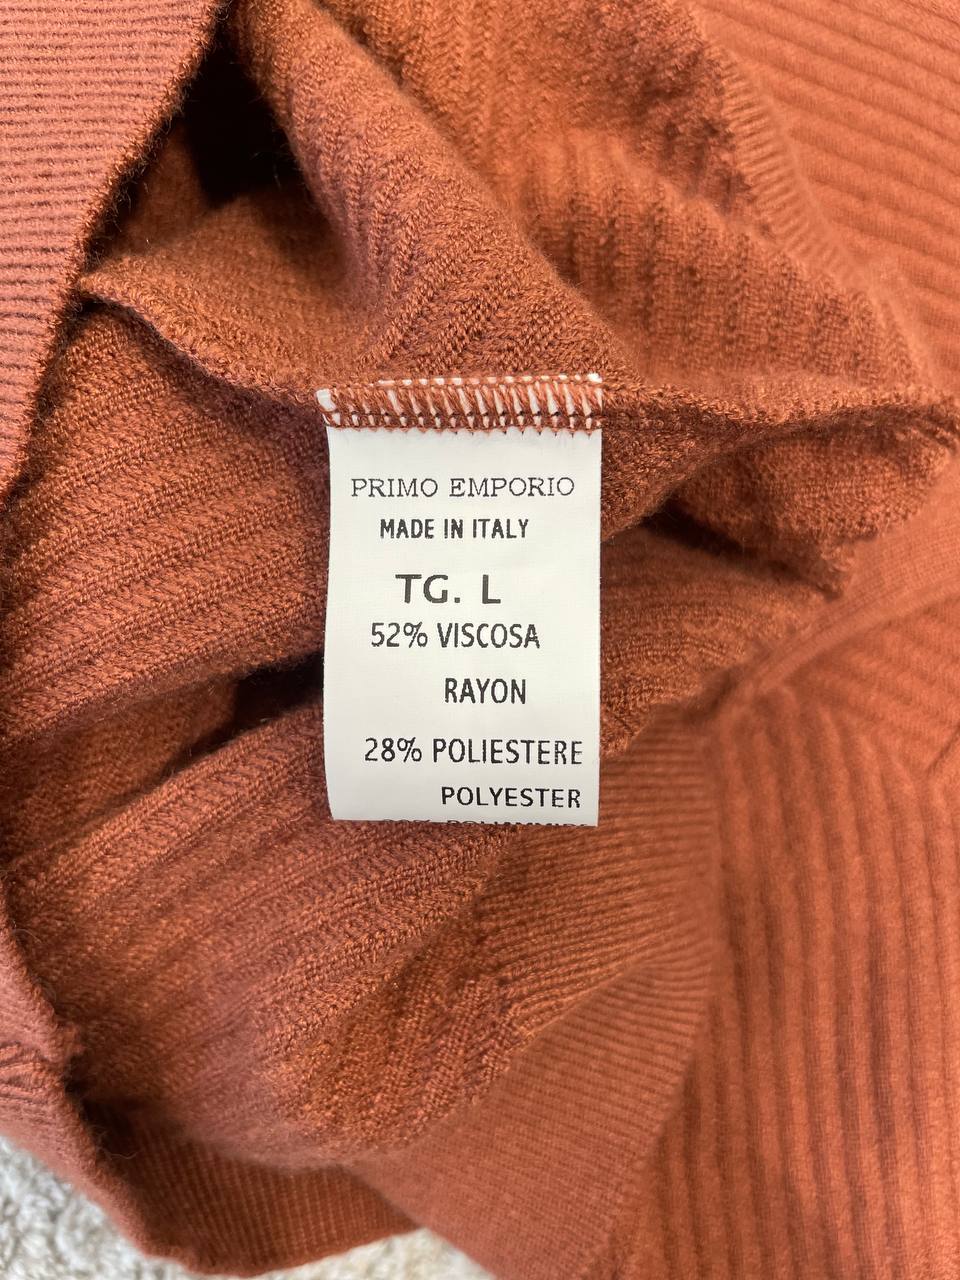 PRIMO EMPORIO
MADE IN ITALY
TG. L
52% VISCOSA
RAYON
28% POLIESTERE
POLYESTER